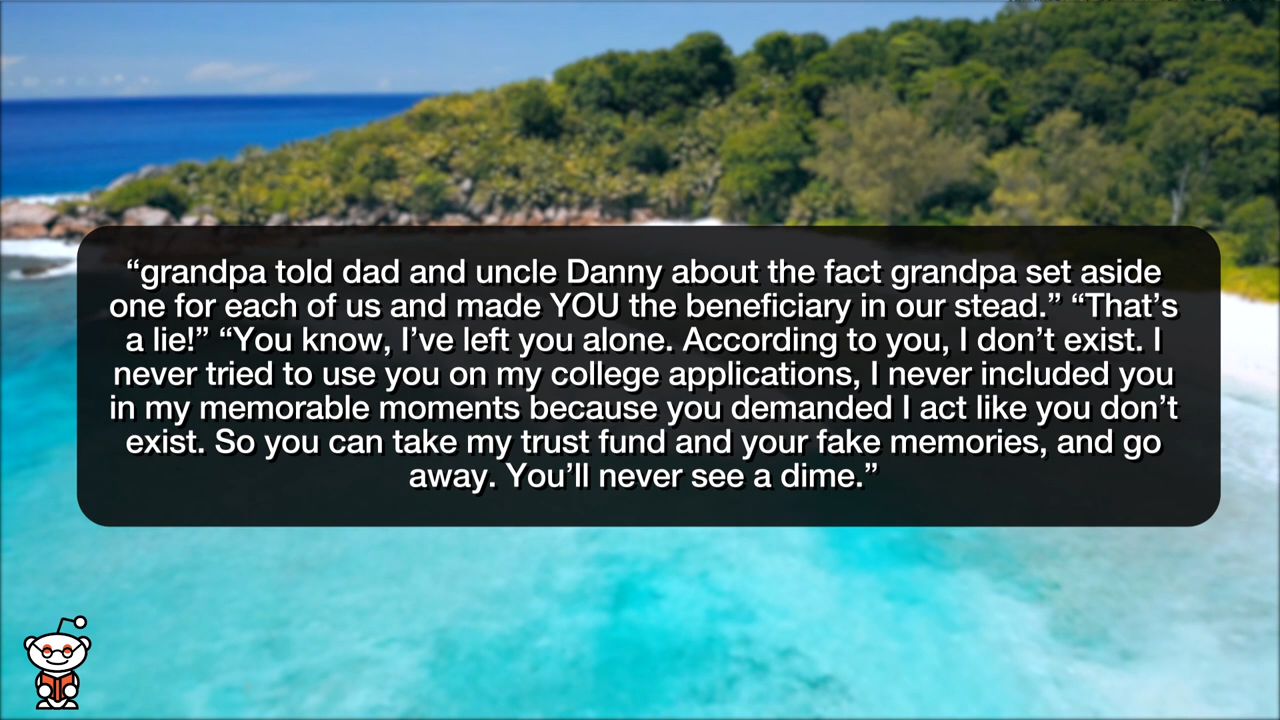 “grandpa told dad and uncle Danny about the fact grandpa set aside
one for each of us and made YOU the beneficiary in our stead.” “That’s
a lie!” “You know, I’ve left you alone. According to you, I don’t exist. I
never tried to use you on my college applications, I never included you
in my memorable moments because you demanded I act like you don’t
exist. So you can take my trust fund and your fake memories, and go
away. You’ll never see a dime.”